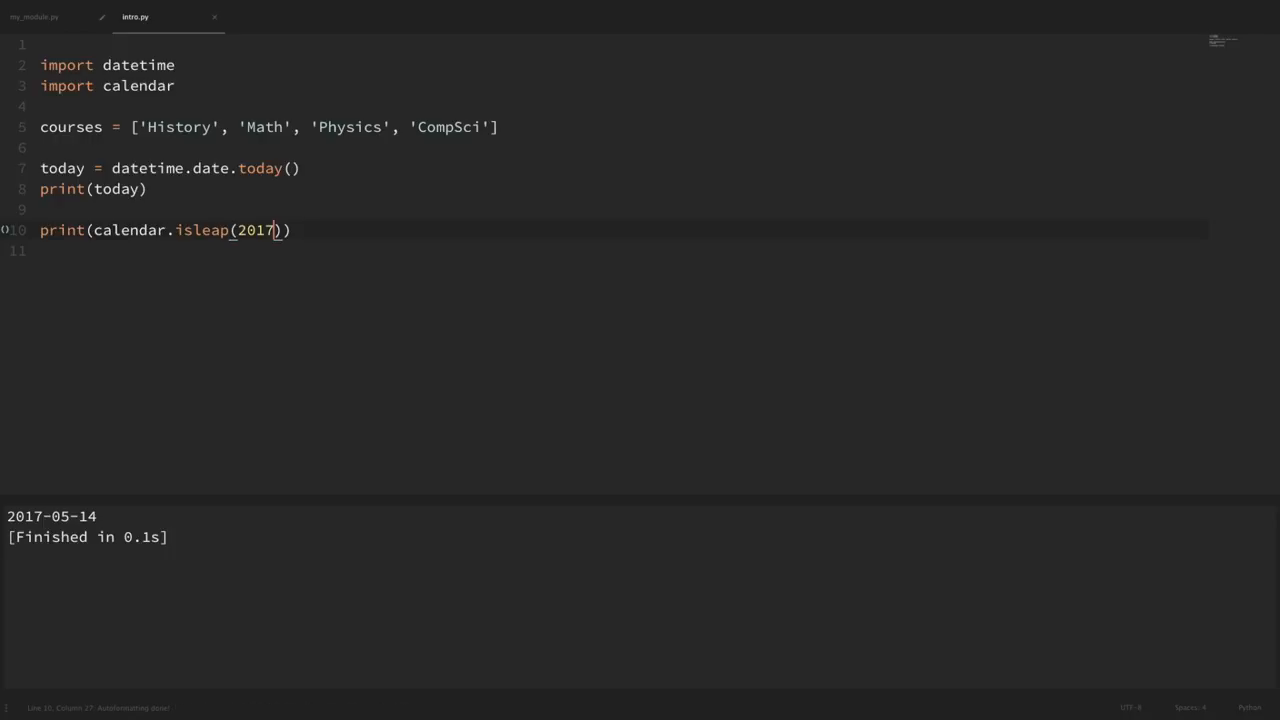 my_module.py
intro.py
1
2 import datetime
3 import calendar
4
5 courses = ['History', 'Math', 'Physics', 'CompSci']
6
7 today = datetime.date.today()
8 print(today)
9
10 print(calendar.isleap(2017))
11
2017-05-14
[Finished in 0.1s]
Line 10, Column 27; Autoformatting done! UTF-8 Spaces: 4 Python